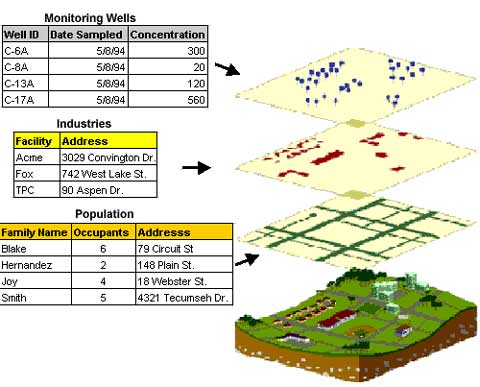 Monitoring Wells
Well ID Date Sampled Concentration
C-6A 5/8/94 300
C-8A 5/8/94 20
C-13A 5/8/94 120
C-17A 5/8/94 560
Industries
Facility Address
Acme 3029 Convington Dr.
Fox 742 West Lake St.
TPC 90 Aspen Dr.
Population
Family Name Occupants Addresss
Blake 6 79 Circuit St
Hernandez 2 148 Plain St.
Joy 4 18 Webster St.
Smith 5 4321 Tecumseh Dr.